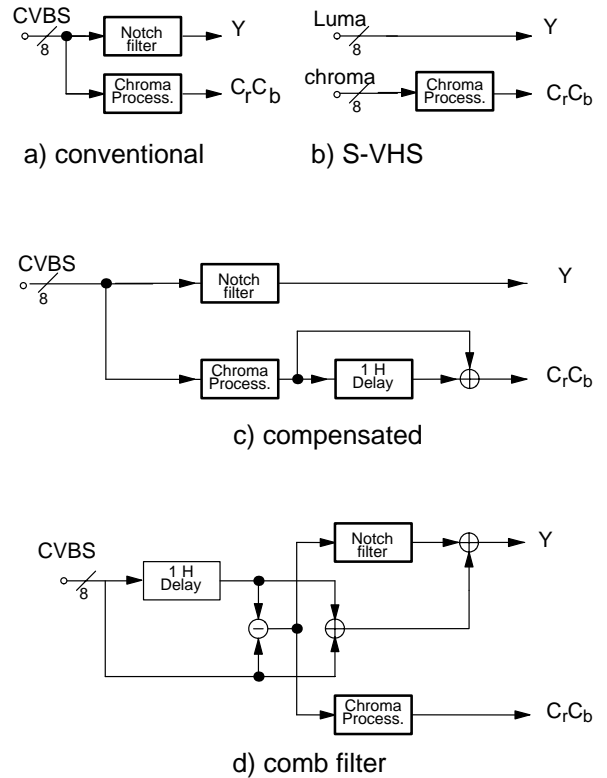 CVBS
8
Notch
filter
Y
Chroma
Process.
CrCb
a) conventional
Luma
8
Y
chroma
8
Chroma
Process.
CrCb
b) S-VHS
CVBS
8
Notch
filter
Y
Chroma
Process.
1 H
Delay
CrCb
c) compensated
CVBS
8
1 H
Delay
Notch
filter
Y
Chroma
Process.
CrCb
d) comb filter